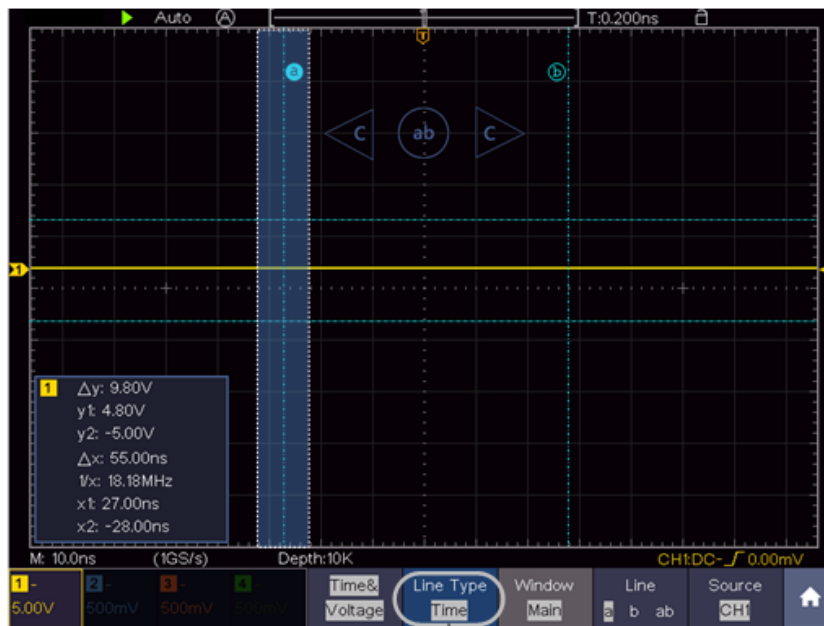 Auto A T:0.200ns
T
a b
C ab C
1
1 Δy: 9.80V
y1: 4.80V
y2: -5.00V
Δx: 55.00ns
1/x: 18.18MHz
x1: 27.00ns
x2: -28.00ns
M: 10.0ns (1GS/s) Depth:10K CH1:DC- 0.00mV
1 - 2 - 3 - 4 - Time& Line Type Window Line Source
5.00V 500mV 500mV 500mV Voltage Time Main a b ab CH1